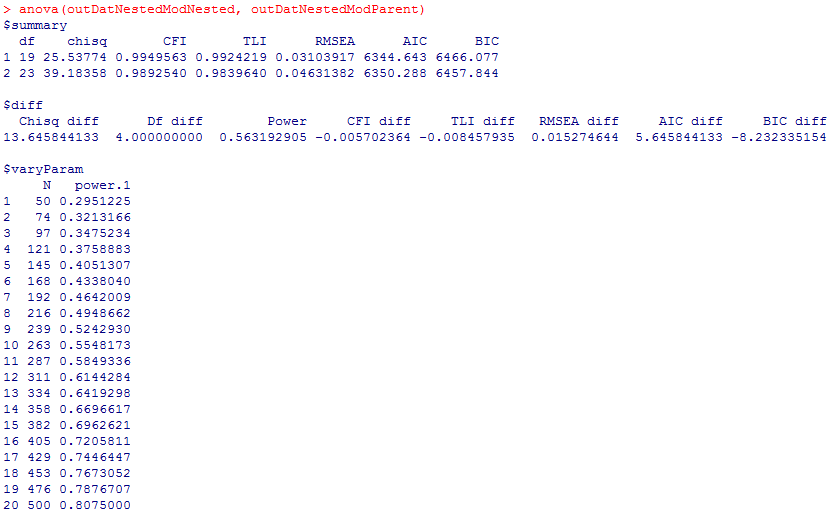 > anova(outDatNestedModNested, outDatNestedModParent)
$summary
df chisq CFI TLI RMSEA AIC BIC
1 19 25.53774 0.9949563 0.9924219 0.03103917 6344.643 6466.077
2 23 39.18358 0.9892540 0.9839640 0.04631382 6350.288 6457.844
$diff
Chisq diff Df diff Power CFI diff TLI diff RMSEA diff AIC diff BIC diff
13.645844133 4.000000000 0.563192905 -0.005702364 -0.008457935 0.015274644 5.645844133 -8.232335154
$varyParam
N power.1
1 50 0.2951225
2 74 0.3213166
3 97 0.3475234
4 121 0.3758883
5 145 0.4051307
6 168 0.4338040
7 192 0.4642009
8 216 0.4948662
9 239 0.5242930
10 263 0.5548173
11 287 0.5849336
12 311 0.6144284
13 334 0.6419298
14 358 0.6696617
15 382 0.6962621
16 405 0.7205811
17 429 0.7446447
18 453 0.7673052
19 476 0.7876707
20 500 0.8075000